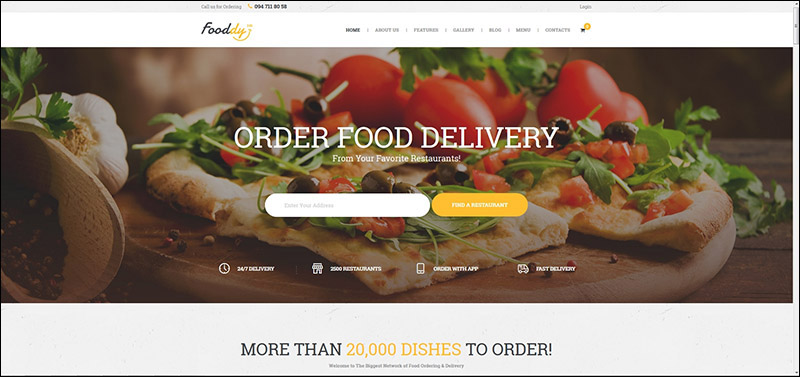 Call us for Ordering 094 711 80 58 Login
Fooddy
HOME ABOUT US FEATURES GALLERY BLOG MENU CONTACTS
ORDER FOOD DELIVERY
From Your Favorite Restaurants!
Enter Your Address FIND A RESTAURANT
24/7 DELIVERY 2500 RESTAURANTS ORDER WITH APP FAST DELIVERY
MORE THAN 20,000 DISHES TO ORDER!
Welcome to The Biggest Network of Food Ordering & Delivery